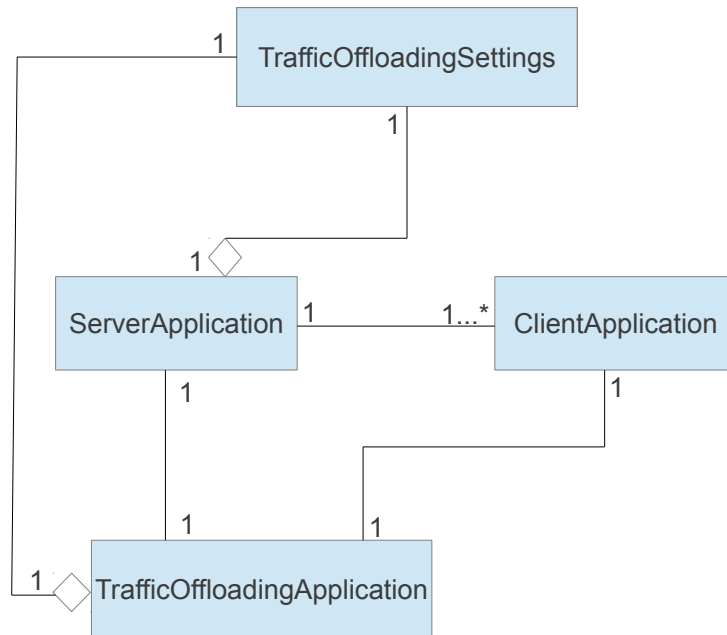 1
TrafficOffloadingSettings
1
1
ServerApplication
1
1...*
ClientApplication
1
1
1
1
1
TrafficOffloadingApplication